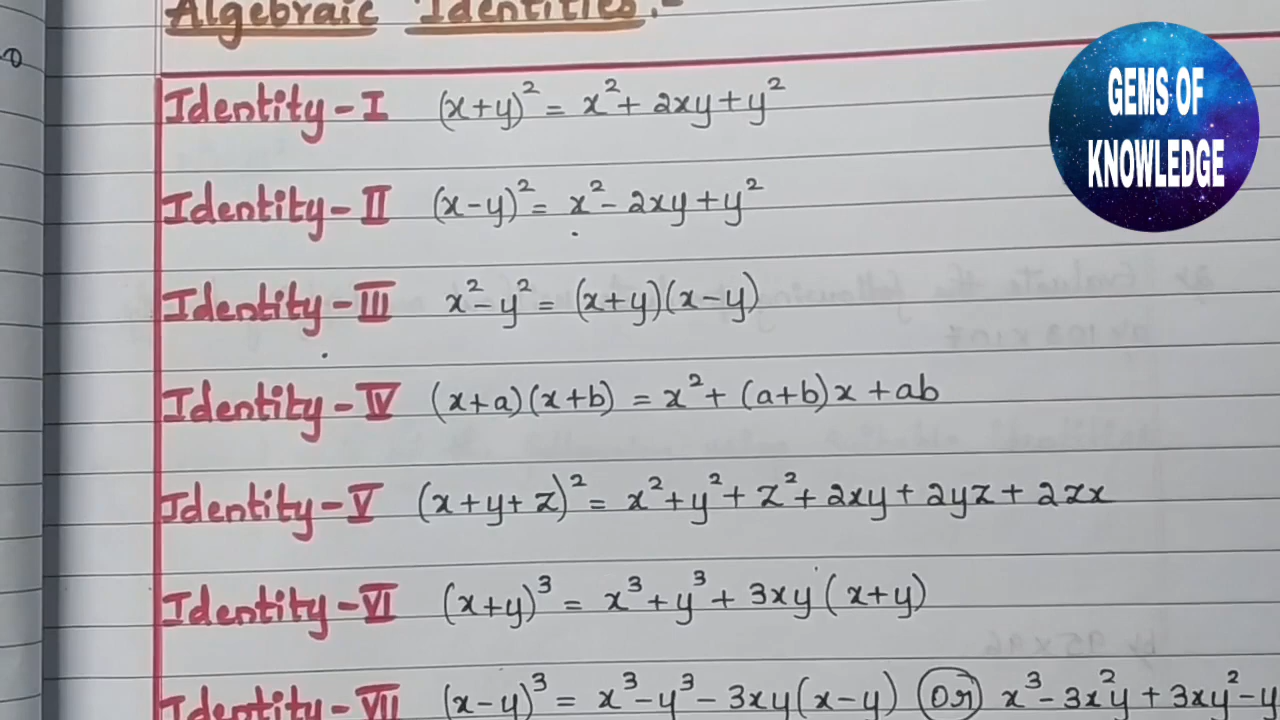 Algebraic Identities:-
GEMS OF
KNOWLEDGE
Identity - I (x+y)² = x² + 2xy + y²
Identity - II (x-y)² = x² - 2xy + y²
Identity - III x² - y² = (x+y)(x-y)
Identity - IV (x+a)(x+b) = x² + (a+b)x + ab
Identity - V (x+y+z)² = x² + y² + z² + 2xy + 2yz + 2zx
Identity - VI (x+y)³ = x³ + y³ + 3xy(x+y)
Identity - VII (x-y)³ = x³ - y³ - 3xy(x-y) Or x³ - 3x²y + 3xy² - y